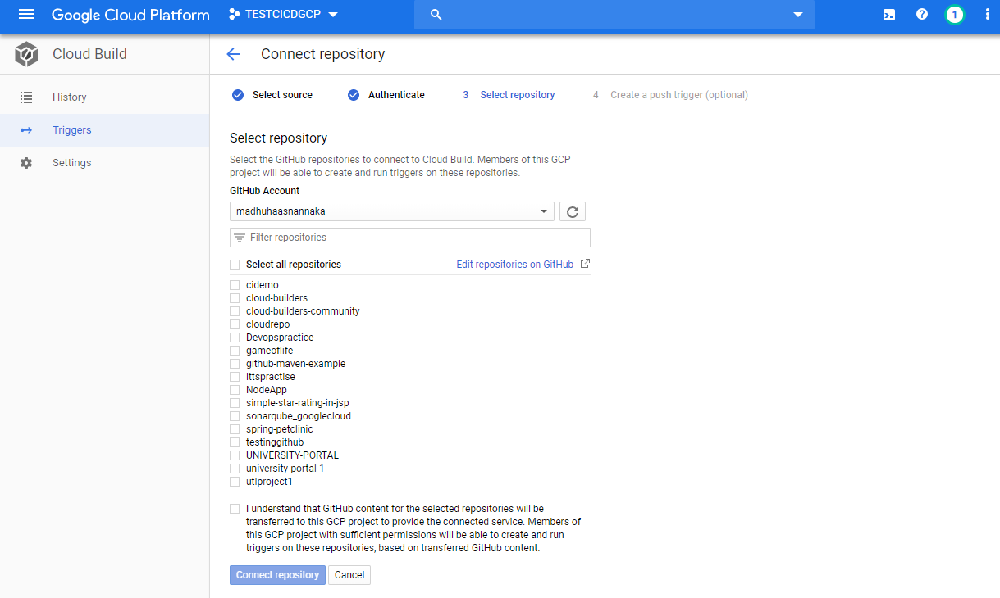 Google Cloud Platform
TESTCICDGCP
1
Cloud Build
Connect repository
History
Triggers
Settings
Select source
Authenticate
3 Select repository
4 Create a push trigger (optional)
Select repository
Select the GitHub repositories to connect to Cloud Build. Members of this GCP
project will be able to create and run triggers on these repositories.
GitHub Account
madhuhaasnannaka
Filter repositories
Select all repositories
Edit repositories on GitHub
cidemo
cloud-builders
cloud-builders-community
cloudrepo
Devopspractice
gameoflife
github-maven-example
lttspractise
NodeApp
simple-star-rating-in-jsp
sonarqube_googlecloud
spring-petclinic
testinggithub
UNIVERSITY-PORTAL
university-portal-1
utlproject1
I understand that GitHub content for the selected repositories will be
transferred to this GCP project to provide the connected service. Members of
this GCP project with sufficient permissions will be able to create and run
triggers on these repositories, based on transferred GitHub content.
Connect repository
Cancel